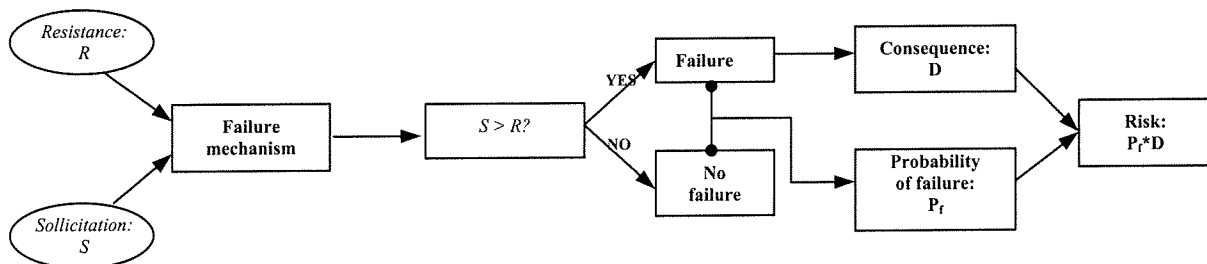 Resistance:
R
Sollicitation:
S
Failure
mechanism
S > R?
YES
NO
Failure
No
failure
Consequence:
D
Probability
of failure:
Pf
Risk:
Pf*D